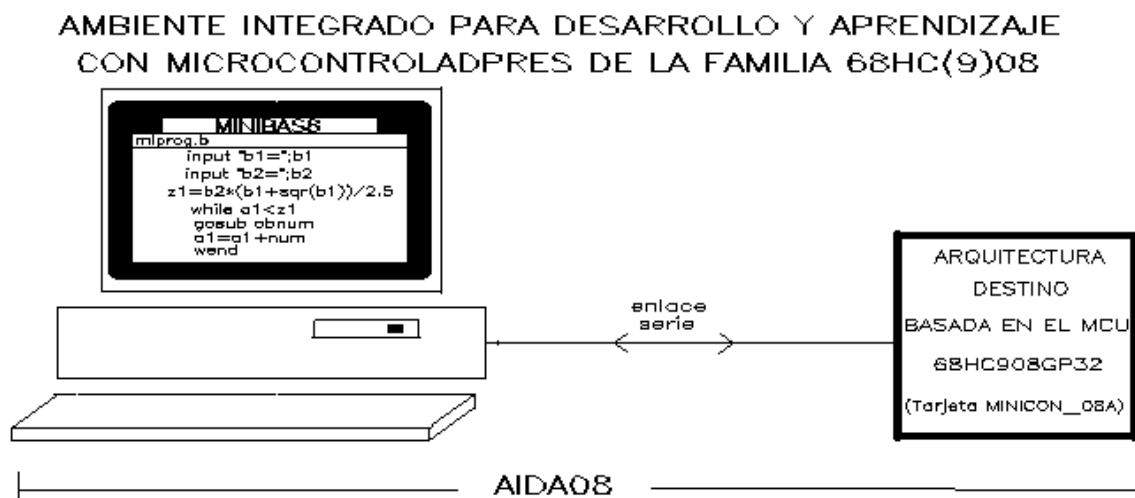 AMBIENTE INTEGRADO PARA DESARROLLO Y APRENDIZAJE
CON MICROCONTROLADPRES DE LA FAMILIA 68HC(9)08
MINIBAS8
miprog.b
input "b1=";b1
input "b2=";b2
z1=b2*(b1+sqr(b1))/2.5
while a1<z1
gosub obnum
a1=a1+num
wend
enlace
serie
ARQUITECTURA
DESTINO
BASADA EN EL MCU
68HC908GP32
(Tarjeta MINICON_08A)
AIDA08